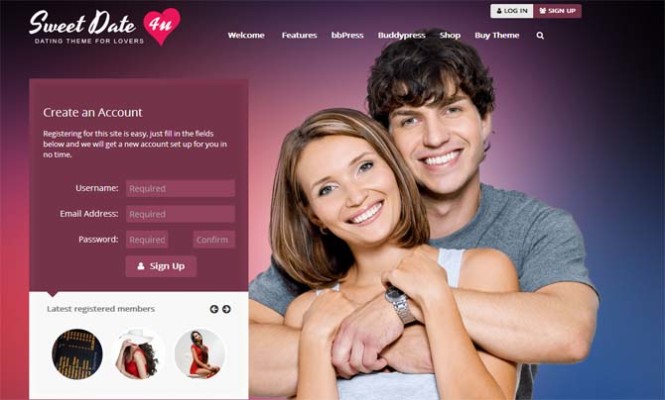 LOG IN
SIGN UP
Sweet Date 4u
DATING THEME FOR LOVERS
Welcome Features bbPress Buddypress Shop Buy Theme
Create an Account
Registering for this site is easy, just fill in the fields
below and we will get a new account set up for you in
no time.
Username: Required
Email Address: Required
Password: Required Confirm
Sign Up
Latest registered members